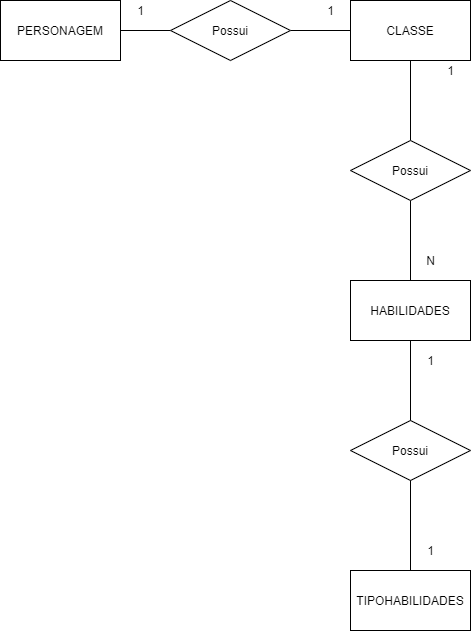 PERSONAGEM
1
Possui
1
CLASSE
1
Possui
N
HABILIDADES
1
Possui
1
TIPOHABILIDADES